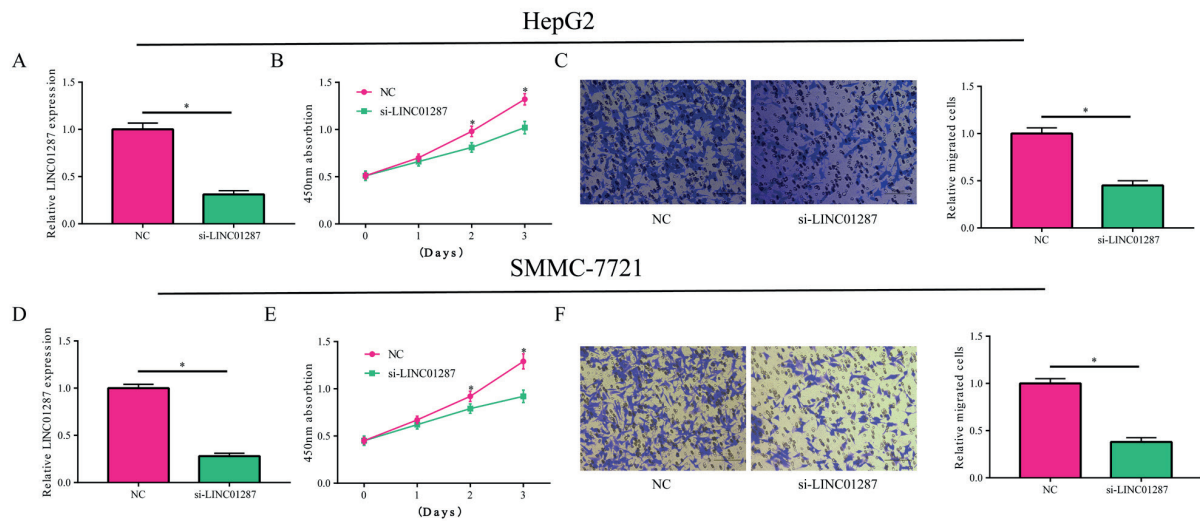 HepG2
A
Relative LINC01287 expression
1.5
1.0
0.5
0.0
*
NC
si-LINC01287
B
450nm absorbtion
1.5
1.0
0.5
0.0
NC
si-LINC01287
*
*
0
1
2
3
(Days)
C
NC
si-LINC01287
Relative migrated cells
1.5
1.0
0.5
0.0
*
NC
si-LINC01287
SMMC-7721
D
Relative LINC01287 expression
1.5
1.0
0.5
0.0
*
NC
si-LINC01287
E
450nm absorbtion
1.5
1.0
0.5
0.0
NC
si-LINC01287
*
*
0
1
2
3
(Days)
F
NC
si-LINC01287
Relative migrated cells
1.5
1.0
0.5
0.0
*
NC
si-LINC01287